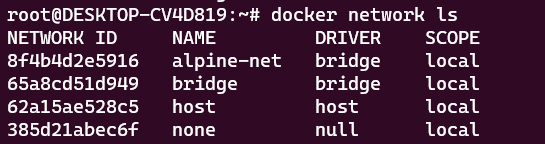 root@DESKTOP-CV4D819:~# docker network ls
NETWORK ID     NAME         DRIVER    SCOPE
8f4b4d2e5916   alpine-net   bridge    local
65a8cd51d949   bridge       bridge    local
62a15ae528c5   host         host      local
385d21abec6f   none         null      local